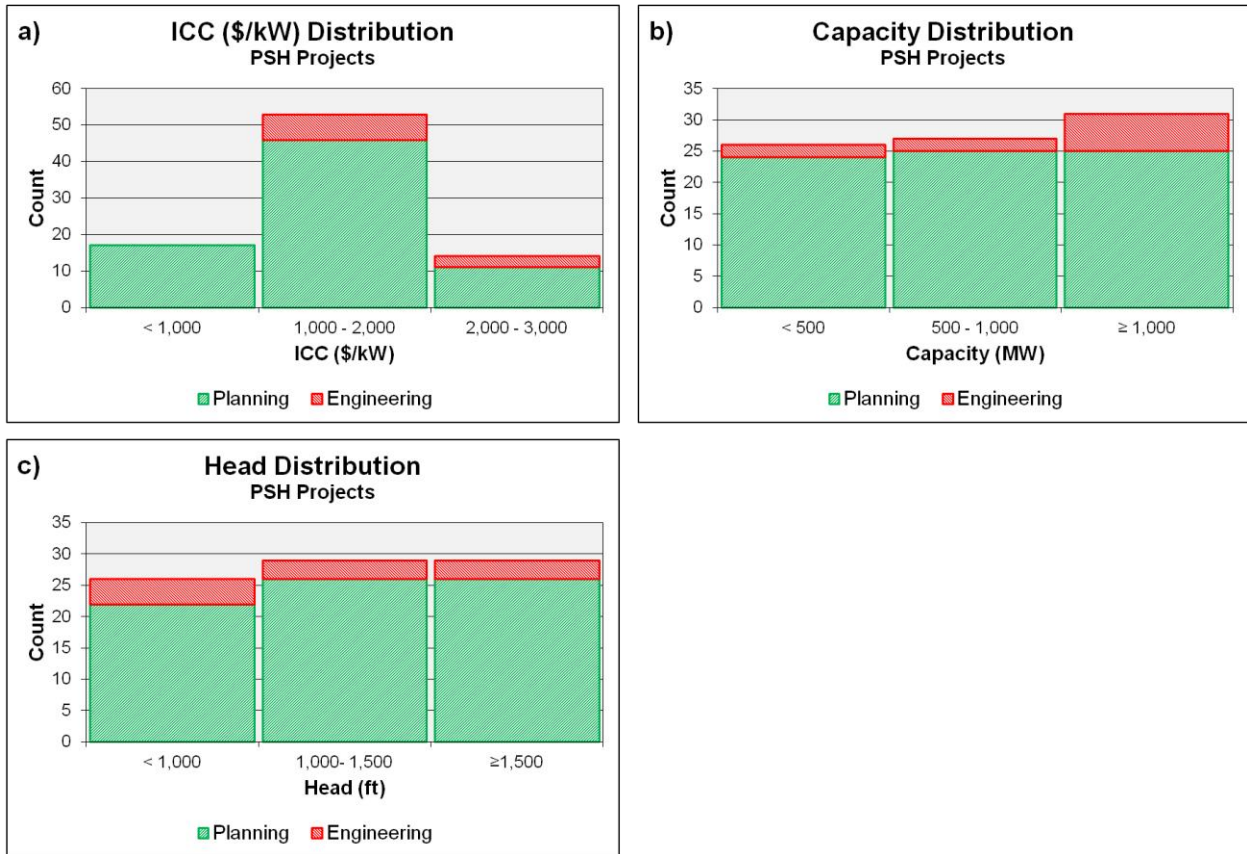 a)
ICC ($/kW) Distribution
PSH Projects
60
50
40
30
20
10
0
Count
< 1,000
1,000 - 2,000
2,000 - 3,000
ICC ($/kW)
Planning
Engineering
b)
Capacity Distribution
PSH Projects
35
30
25
20
15
10
5
0
Count
< 500
500 - 1,000
≥ 1,000
Capacity (MW)
Planning
Engineering
c)
Head Distribution
PSH Projects
35
30
25
20
15
10
5
0
Count
< 1,000
1,000- 1,500
≥1,500
Head (ft)
Planning
Engineering